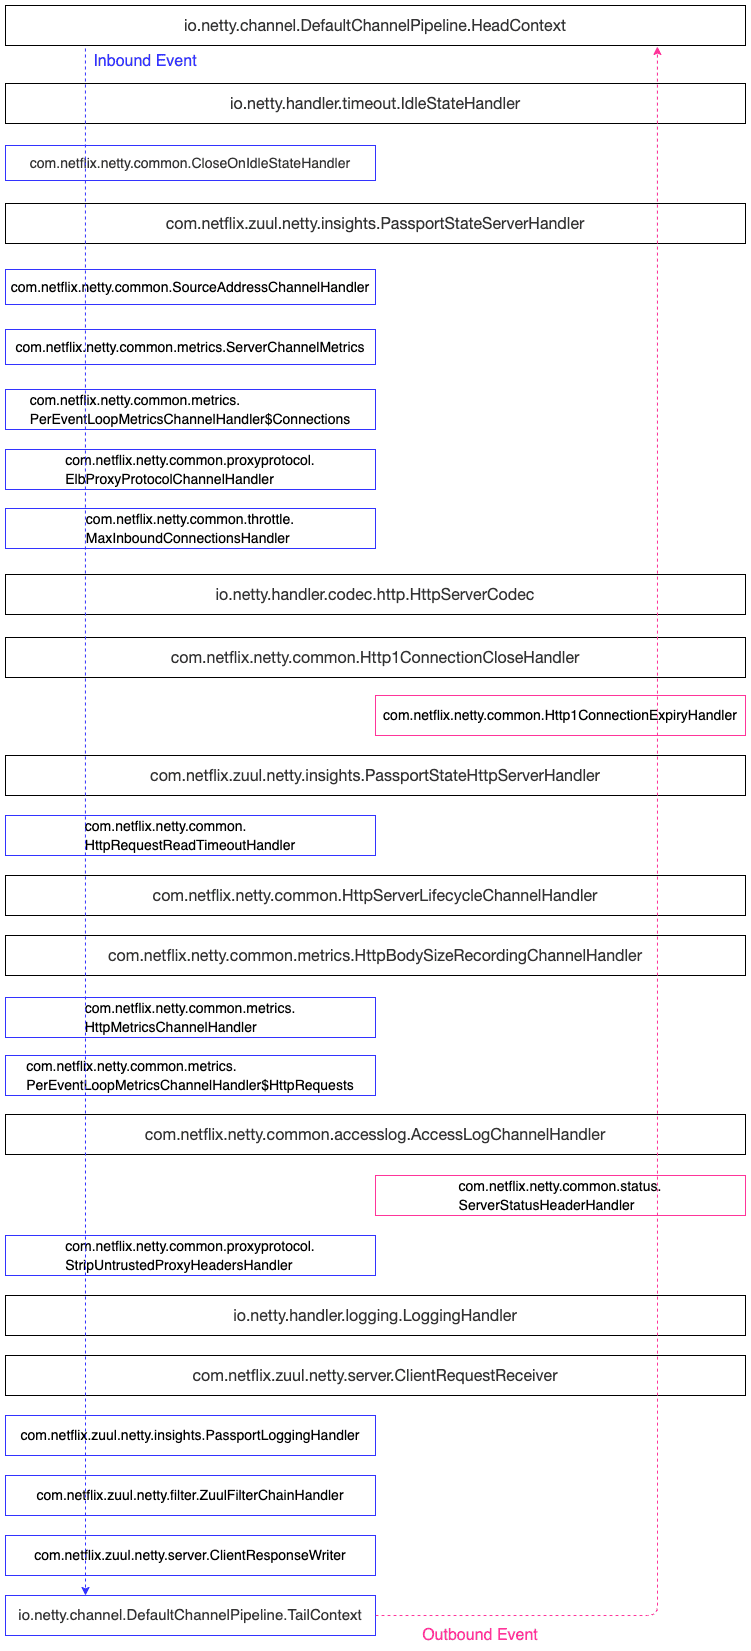 io.netty.channel.DefaultChannelPipeline.HeadContext
Inbound Event
io.netty.handler.timeout.IdleStateHandler
com.netflix.netty.common.CloseOnIdleStateHandler
com.netflix.zuul.netty.insights.PassportStateServerHandler
com.netflix.netty.common.SourceAddressChannelHandler
com.netflix.netty.common.metrics.ServerChannelMetrics
com.netflix.netty.common.metrics.
PerEventLoopMetricsChannelHandler$Connections
com.netflix.netty.common.proxyprotocol.
ElbProxyProtocolChannelHandler
com.netflix.netty.common.throttle.
MaxInboundConnectionsHandler
io.netty.handler.codec.http.HttpServerCodec
com.netflix.netty.common.Http1ConnectionCloseHandler
com.netflix.netty.common.Http1ConnectionExpiryHandler
com.netflix.zuul.netty.insights.PassportStateHttpServerHandler
com.netflix.netty.common.
HttpRequestReadTimeoutHandler
com.netflix.netty.common.HttpServerLifecycleChannelHandler
com.netflix.netty.common.metrics.HttpBodySizeRecordingChannelHandler
com.netflix.netty.common.metrics.
HttpMetricsChannelHandler
com.netflix.netty.common.metrics.
PerEventLoopMetricsChannelHandler$HttpRequests
com.netflix.netty.common.accesslog.AccessLogChannelHandler
com.netflix.netty.common.status.
ServerStatusHeaderHandler
com.netflix.netty.common.proxyprotocol.
StripUntrustedProxyHeadersHandler
io.netty.handler.logging.LoggingHandler
com.netflix.zuul.netty.server.ClientRequestReceiver
com.netflix.zuul.netty.insights.PassportLoggingHandler
com.netflix.zuul.netty.filter.ZuulFilterChainHandler
com.netflix.zuul.netty.server.ClientResponseWriter
io.netty.channel.DefaultChannelPipeline.TailContext
Outbound Event